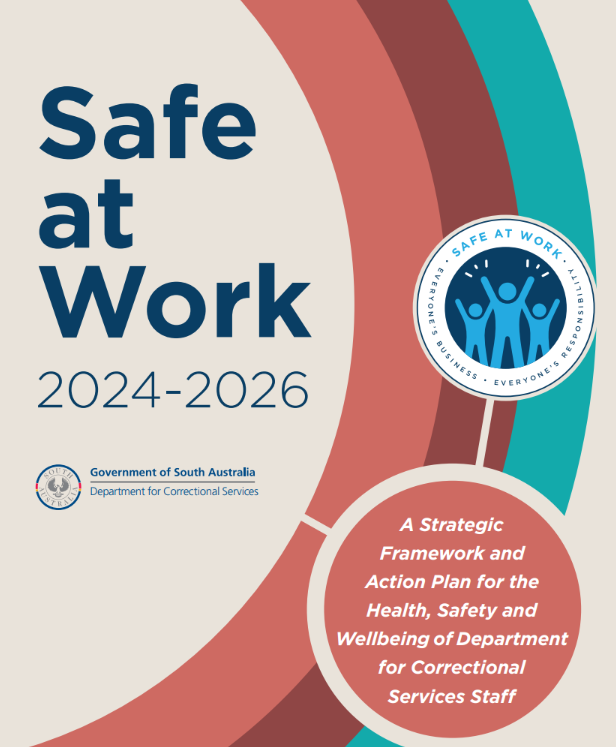 Safe
at
Work
2024-2026
• SAFE AT WORK •
EVERYONE'S BUSINESS • EVERYONE'S RESPONSIBILITY
SOUTH
AUSTRALIA
Government of South Australia
Department for Correctional Services
A Strategic
Framework and
Action Plan for the
Health, Safety and
Wellbeing of Department
for Correctional
Services Staff